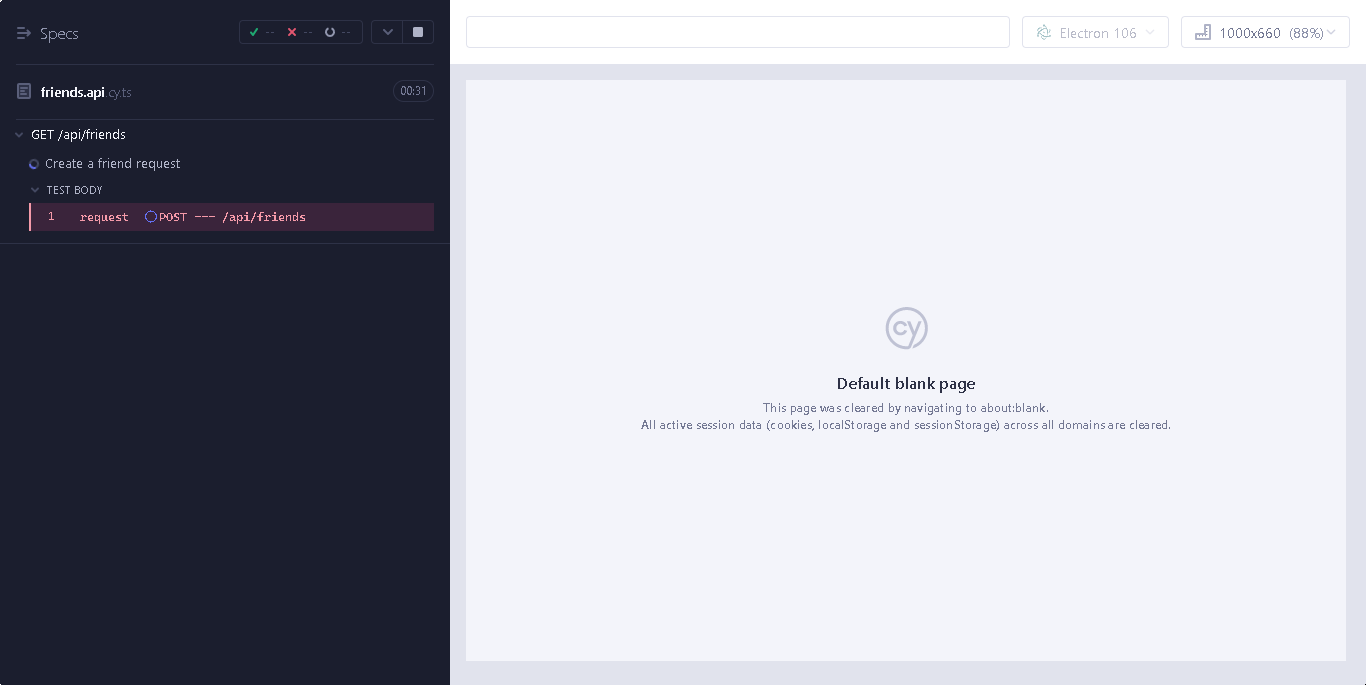 Specs
-- -- --
friends.api.cy.ts
00:31
GET /api/friends
Create a friend request
TEST BODY
1 request POST --- /api/friends
Electron 106
1000x660 (88%)
cy
Default blank page
This page was cleared by navigating to about:blank.
All active session data (cookies, localStorage and sessionStorage) across all domains are cleared.